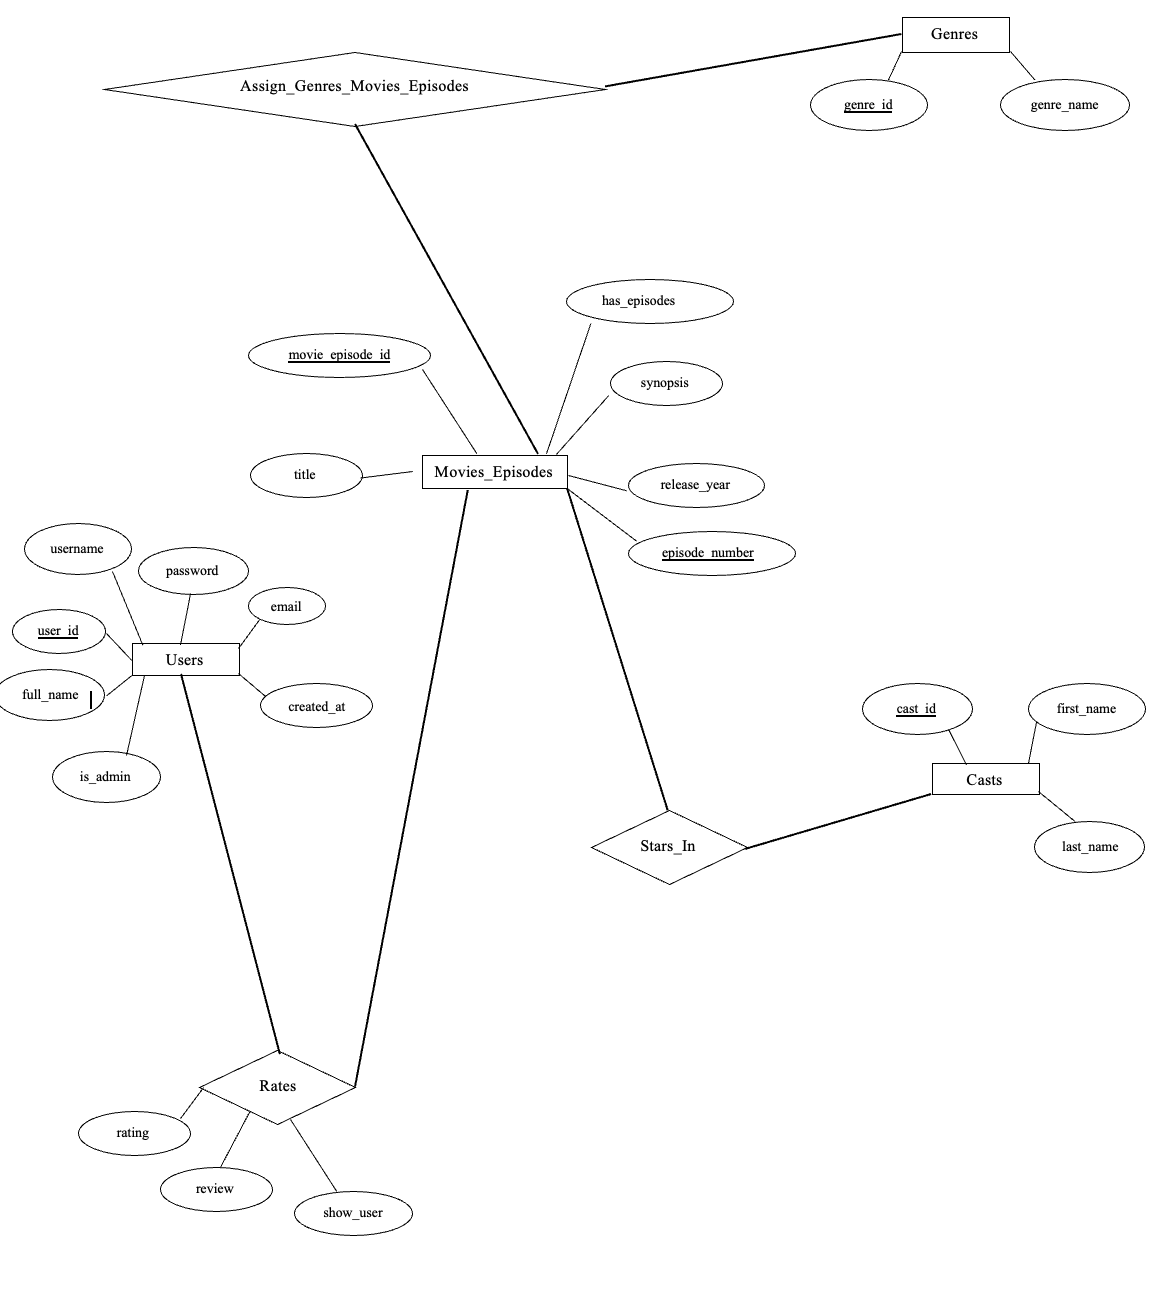 Genres
Assign_Genres_Movies_Episodes
genre_id
genre_name
has_episodes
movie_episode_id
synopsis
Movies_Episodes
title
release_year
username
episode_number
password
email
user_id
Users
full_name
created_at
cast_id
first_name
is_admin
Casts
Stars_In
last_name
Rates
rating
review
show_user